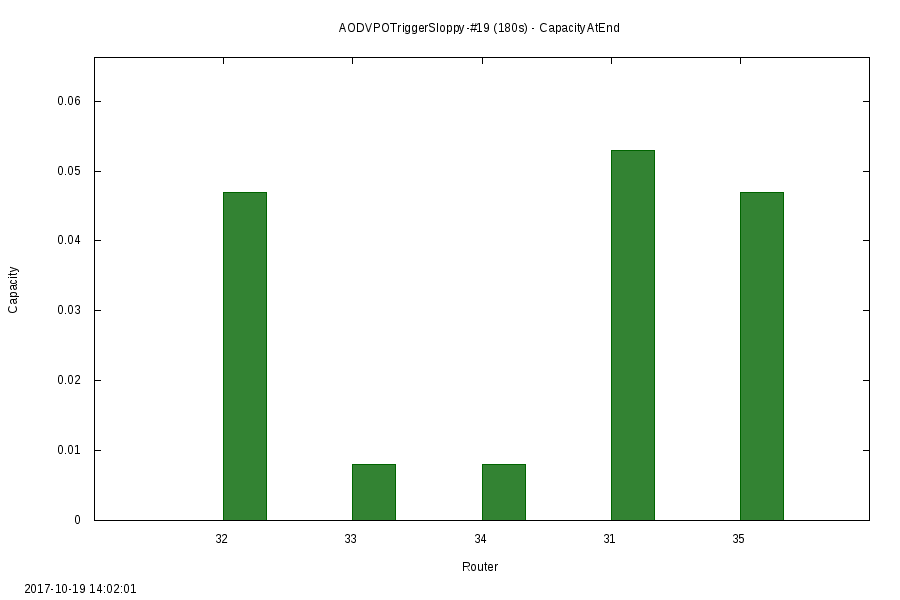 AODVPOTriggerSloppy-#19 (180s) - CapacityAtEnd
0.06
0.05
0.04
0.03
0.02
0.01
0
Capacity
32 33 34 31 35
Router
2017-10-19 14:02:01